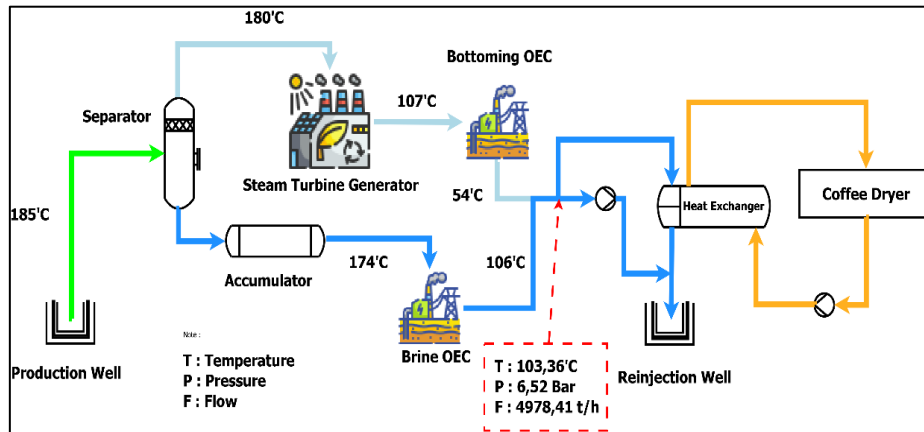 180'C
Bottoming OEC
107'C
Separator
Steam Turbine Generator
185'C
54'C
Heat Exchanger
Coffee Dryer
174'C
106'C
Accumulator
Note :
T : Temperature
P : Pressure
F : Flow
Production Well
Brine OEC
T : 103,36'C
P : 6,52 Bar
F : 4978,41 t/h
Reinjection Well